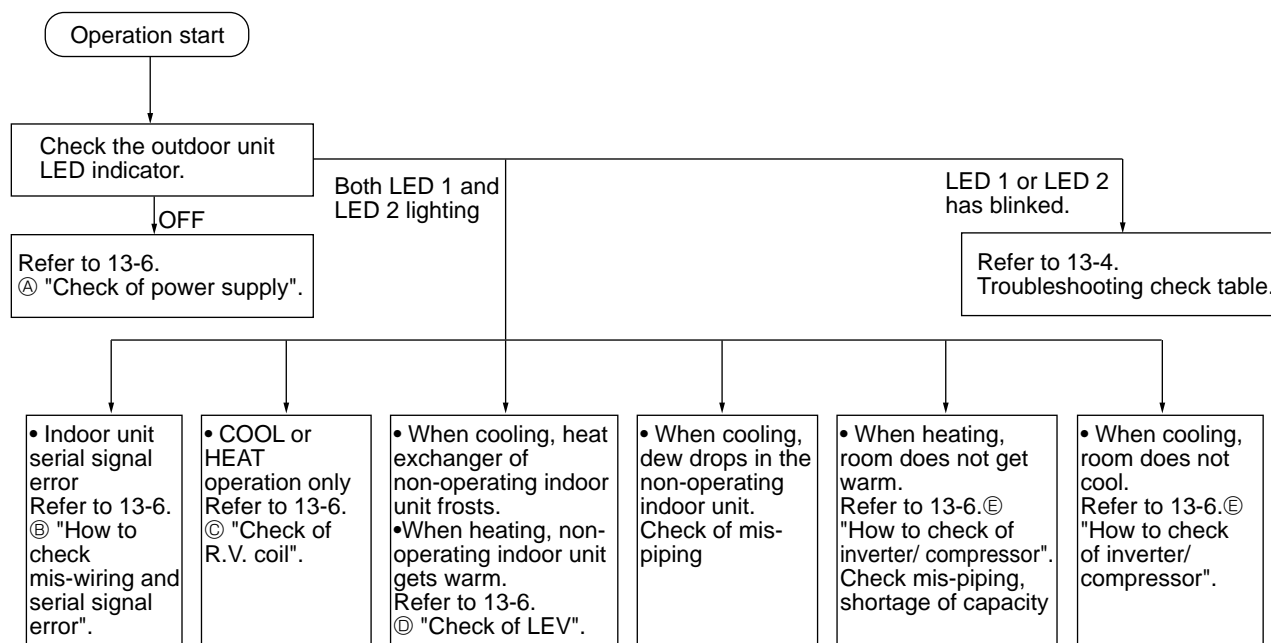 Operation start
Check the outdoor unit
LED indicator.
OFF
Both LED 1 and
LED 2 lighting
LED 1 or LED 2
has blinked.
Refer to 13-6.
Ⓐ "Check of power supply".
Refer to 13-4.
Troubleshooting check table.
• Indoor unit
serial signal
error
Refer to 13-6.
Ⓑ "How to
check
mis-wiring and
serial signal
error".
• COOL or
HEAT
operation only
Refer to 13-6.
Ⓒ "Check of
R.V. coil".
• When cooling, heat
exchanger of
non-operating indoor
unit frosts.
•When heating, non-
operating indoor unit
gets warm.
Refer to 13-6.
Ⓓ "Check of LEV".
• When cooling,
dew drops in the
non-operating
indoor unit.
Check of mis-
piping
• When heating,
room does not get
warm.
Refer to 13-6.Ⓔ
"How to check of
inverter/ compressor".
Check mis-piping,
shortage of capacity
• When cooling,
room does not
cool.
Refer to 13-6.Ⓔ
"How to check
of inverter/
compressor".